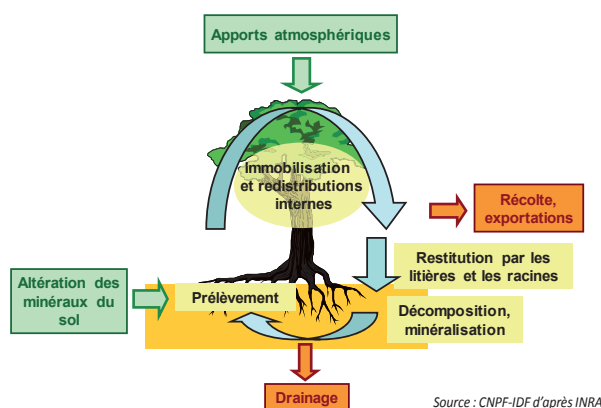 Apports atmosphériques
Immobilisation
et redistributions
internes
Récolte,
exportations
Restitution par les
litières et les racines
Altération des
minéraux du
sol
Prélèvement
Décomposition,
minéralisation
Drainage
Source : CNPF-IDF d'après INRA